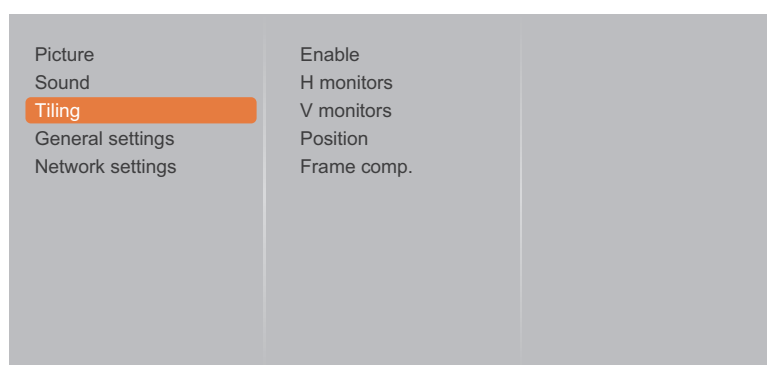 Picture
Sound
Tiling
General settings
Network settings
Enable
H monitors
V monitors
Position
Frame comp.